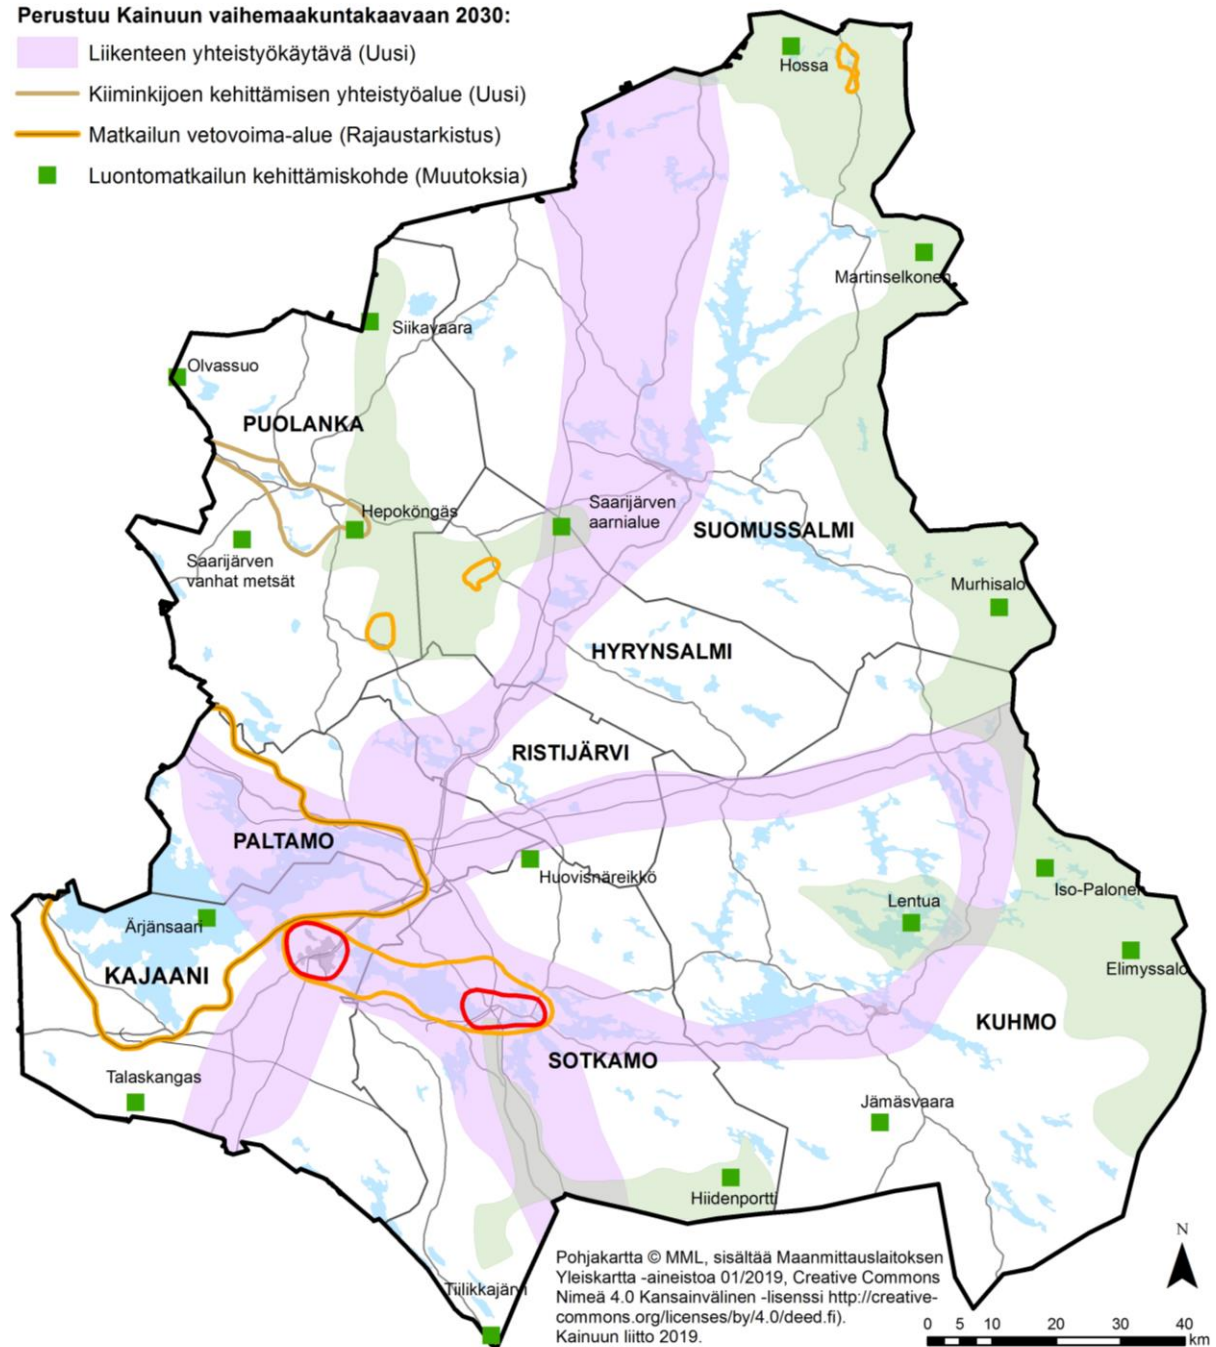 Perustuu Kainuun vaihemaakuntakaavaan 2030:
Liikenteen yhteistyökäytävä (Uusi)
Kiiminkijoen kehittämisen yhteistyöalue (Uusi)
Matkailun vetovoima-alue (Rajaustarkistus)
Luontomatkailun kehittämiskohde (Muutoksia)
Hossa
Martinselkonen
Siikavaara
Olvassuo
PUOLANKA
Hepoköngäs
Saarijärven
aarnialue
SUOMUSSALMI
Saarijärven
vanhat metsät
Murhisalo
HYRYNSALMI
RISTIJÄRVI
PALTAMO
Huovisnäreikkö
Iso-Palonen
Lentua
Ärjänsaari
Elimyssalo
KAJAANI
KUHMO
SOTKAMO
Talaskangas
Jämäsvaara
Hiidenportti
Tiilikkajärvi
Pohjakartta © MML, sisältää Maanmittauslaitoksen
Yleiskartta -aineistoa 01/2019, Creative Commons
Nimeä 4.0 Kansainvälinen -lisenssi http://creative-
commons.org/licenses/by/4.0/deed.fi).
Kainuun liitto 2019.
N
0 5 10 20 30 40
km